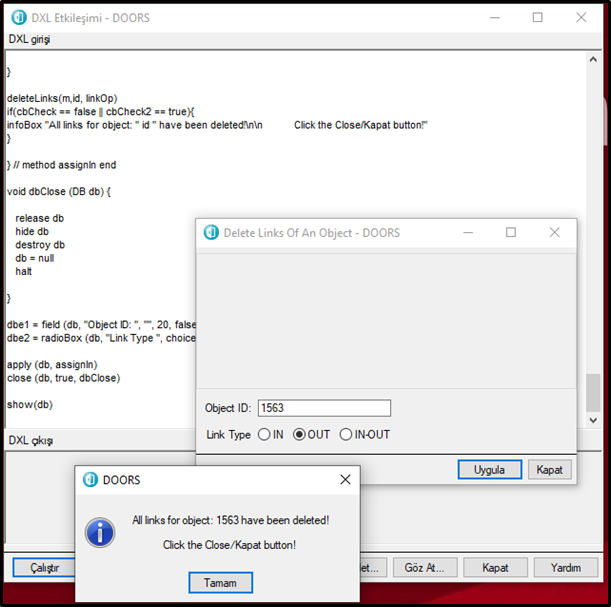 DXL Etkileşimi - DOORS
DXL girişi
}
deleteLinks(m,id, linkOp)
if(cbCheck == false || cbCheck2 == true){
infoBox "All links for object: " id " have been deleted!\n\n Click the Close/Kapat button!"
}
} // method assignIn end
void dbClose (DB db) {
release db
hide db
destroy db
db = null
halt
}
dbe1 = field (db, "Object ID: ", "", 20, false
dbe2 = radioBox (db, "Link Type ", choice
apply (db, assignIn)
close (db, true, dbClose)
show(db)
DXL çıkışı
Çalıştır
et...
Göz At...
Kapat
Yardım
Delete Links Of An Object - DOORS
Object ID: 1563
Link Type IN OUT IN-OUT
Uygula
Kapat
DOORS
All links for object: 1563 have been deleted!
Click the Close/Kapat button!
Tamam